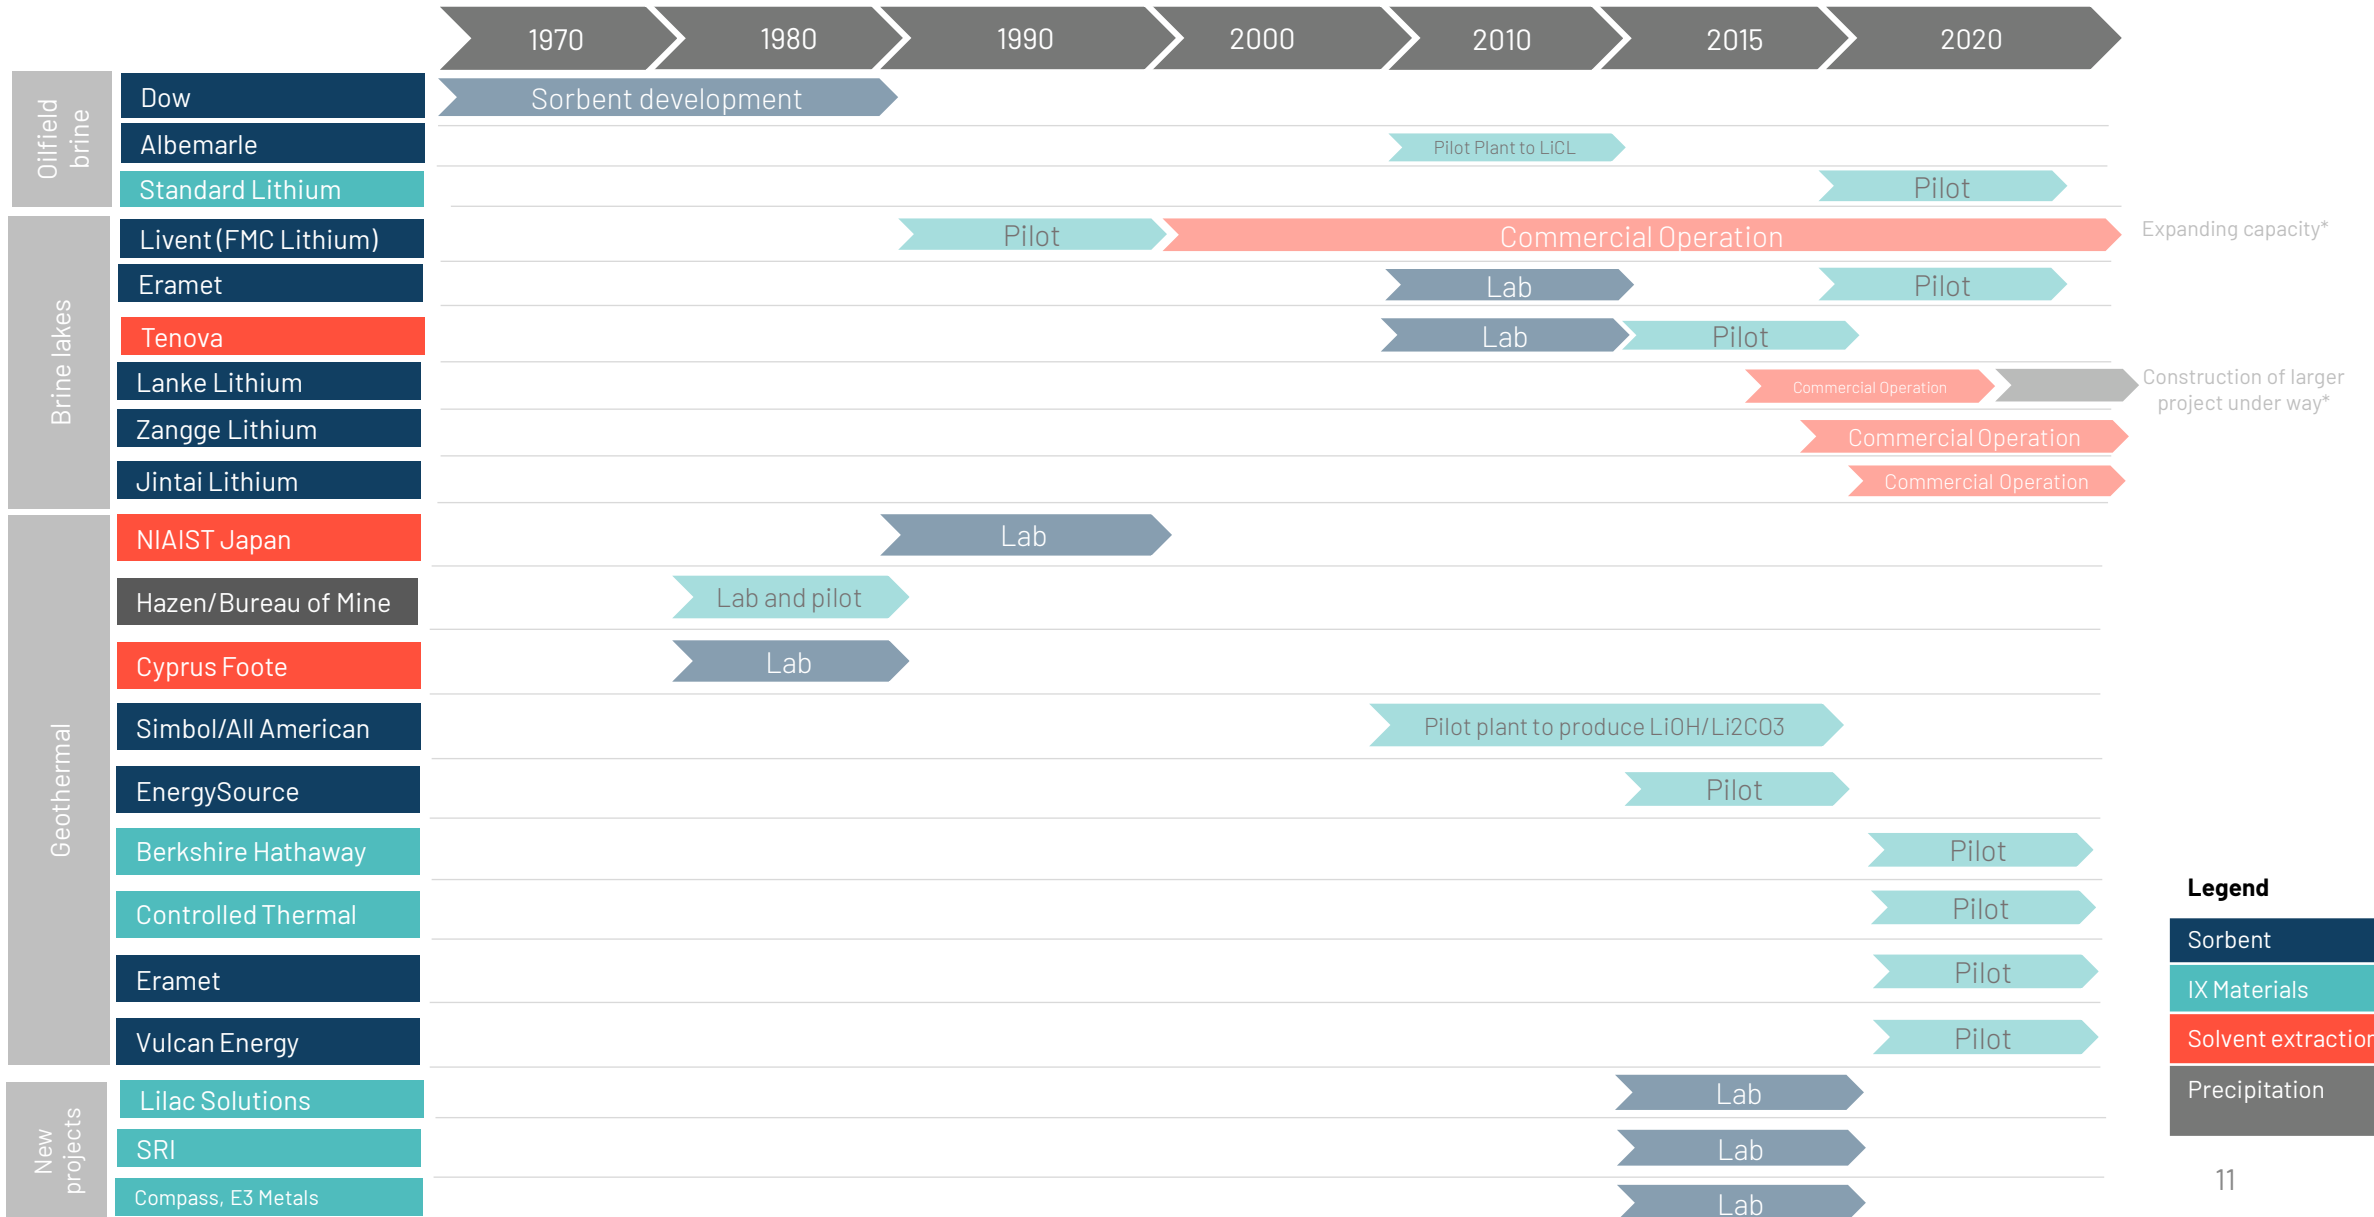 1970 1980 1990 2000 2010 2015 2020
Oilfield
brine
Dow
Sorbent development
Albemarle
Pilot Plant to LiCL
Standard Lithium
Pilot
Brine lakes
Livent (FMC Lithium)
Pilot
Commercial Operation
Expanding capacity*
Eramet
Lab
Pilot
Tenova
Lab
Pilot
Lanke Lithium
Commercial Operation
Construction of larger
project under way*
Zangge Lithium
Commercial Operation
Jintai Lithium
Commercial Operation
Geothermal
NIAIST Japan
Lab
Hazen/Bureau of Mine
Lab and pilot
Cyprus Foote
Lab
Simbol/All American
Pilot plant to produce LiOH/Li2CO3
EnergySource
Pilot
Berkshire Hathaway
Pilot
Controlled Thermal
Pilot
Eramet
Pilot
Vulcan Energy
Pilot
New
projects
Lilac Solutions
Lab
SRI
Lab
Compass, E3 Metals
Lab
Legend
Sorbent
IX Materials
Solvent extraction
Precipitation
11